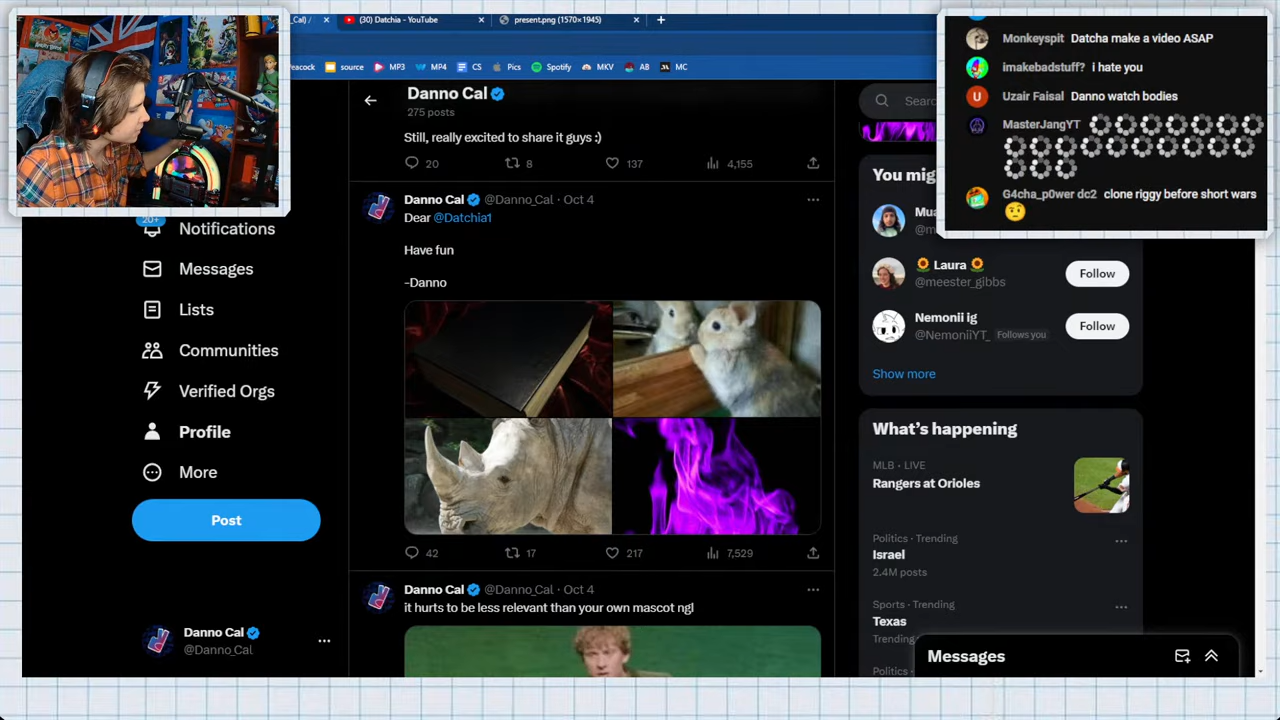 _Cal) /
(30) Datchia - YouTube
present.png (1570×1945)
eacock
source
MP3
MP4
CS
Pics
Spotify
MKV
AB
MC
Danno Cal
275 posts
Still, really excited to share it guys :)
20
8
137
4,155
Danno Cal @Danno_Cal · Oct 4
Dear @Datchia1
Have fun
-Danno
42
17
217
7,529
Danno Cal @Danno_Cal · Oct 4
it hurts to be less relevant than your own mascot ngl
20+
Notifications
Messages
Lists
Communities
Verified Orgs
Profile
More
Post
Danno Cal
@Danno_Cal
Searc
You mig
Mua
@m
Laura
@meester_gibbs
Follow
Nemonii ig
@NemoniiYT_ Follows you
Follow
Show more
What's happening
MLB · LIVE
Rangers at Orioles
Politics · Trending
Israel
2.4M posts
Sports · Trending
Texas
Trending
Politics
Messages
Monkeyspit Datcha make a video ASAP
imakebadstuff? i hate you
Uzair Faisal Danno watch bodies
MasterJangYT
G4cha_p0wer dc2 clone riggy before short wars